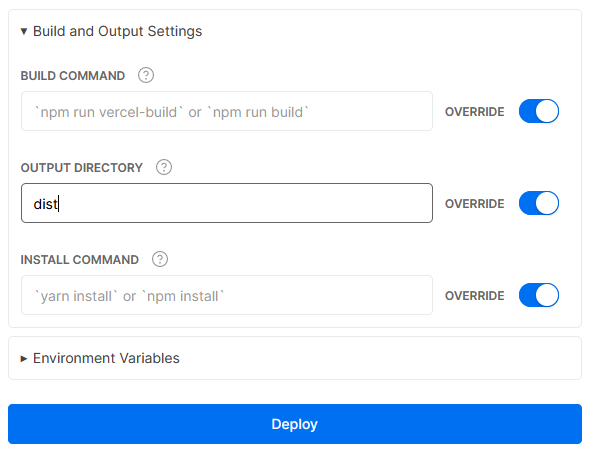 ▾ Build and Output Settings
BUILD COMMAND ?
`npm run vercel-build` or `npm run build` OVERRIDE
OUTPUT DIRECTORY ?
dist OVERRIDE
INSTALL COMMAND ?
`yarn install` or `npm install` OVERRIDE
▸ Environment Variables
Deploy